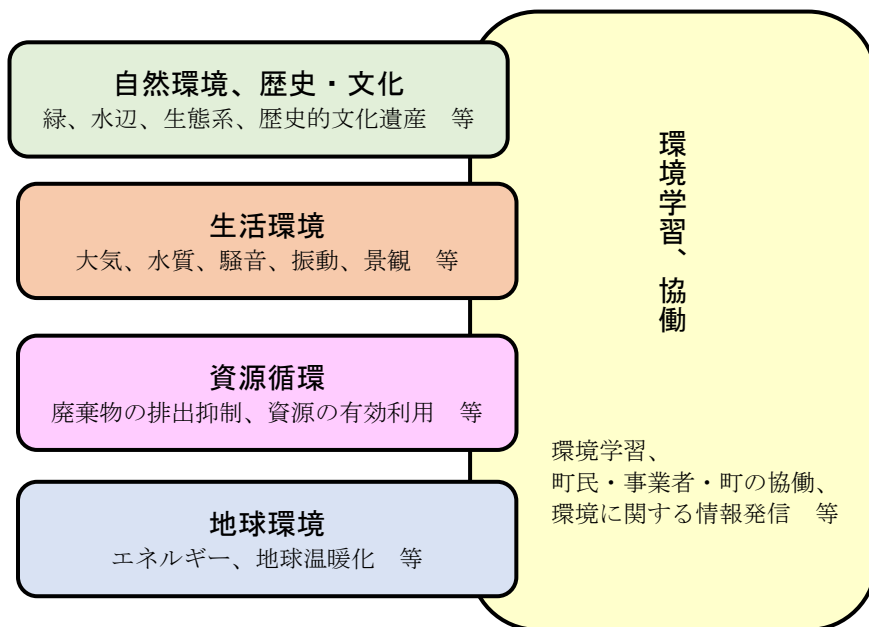 自然環境、歴史・文化
緑、水辺、生態系、歴史的文化遺産　等
生活環境
大気、水質、騒音、振動、景観　等
資源循環
廃棄物の排出抑制、資源の有効利用　等
地球環境
エネルギー、地球温暖化　等
環境学習、協働
環境学習、
町民・事業者・町の協働、
環境に関する情報発信　等